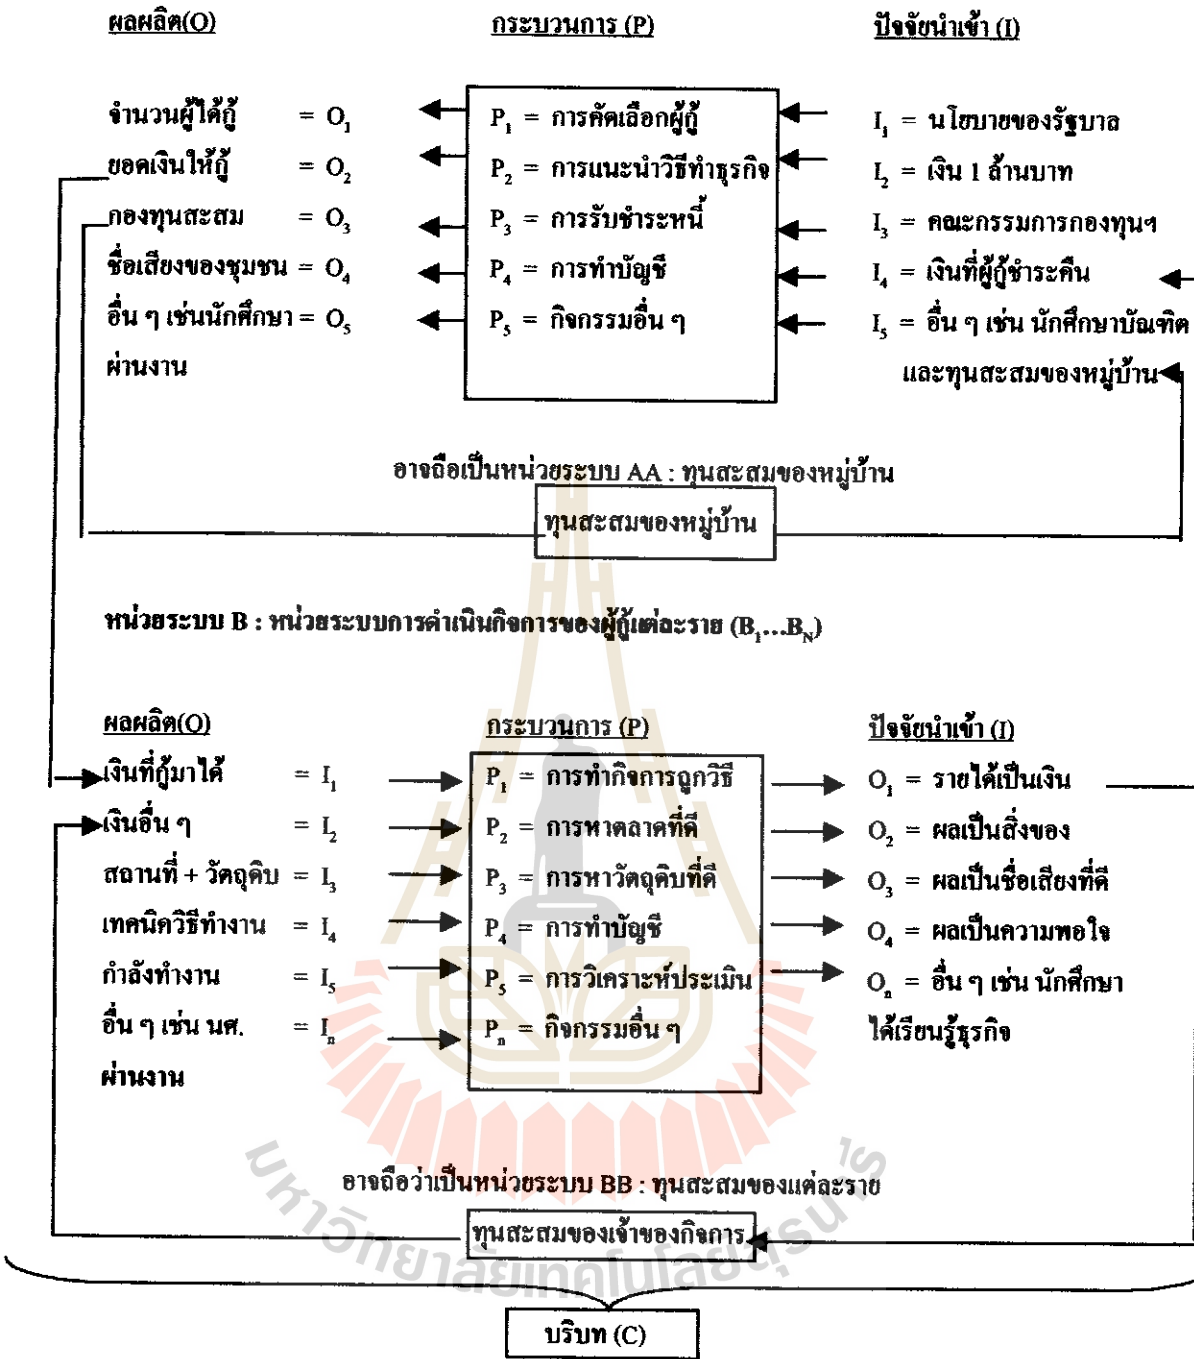 ผลผลิต(O) กระบวนการ (P) ปัจจัยนำเข้า (I)
จำนวนผู้ได้กู้ = O₁ P₁ = การคัดเลือกผู้กู้ I₁ = นโยบายของรัฐบาล
ยอดเงินให้กู้ = O₂ P₂ = การแนะนำวิธีทำธุรกิจ I₂ = เงิน 1 ล้านบาท
กองทุนสะสม = O₃ P₃ = การรับชำระหนี้ I₃ = คณะกรรมการกองทุนฯ
ชื่อเสียงของชุมชน = O₄ P₄ = การทำบัญชี I₄ = เงินที่ผู้กู้ชำระคืน
อื่น ๆ เช่นนักศึกษา = O₅ P₅ = กิจกรรมอื่น ๆ I₅ = อื่น ๆ เช่น นักศึกษาบัณฑิต
ผ่านงาน และทุนสะสมของหมู่บ้าน
อาจถือเป็นหน่วยระบบ AA : ทุนสะสมของหมู่บ้าน
ทุนสะสมของหมู่บ้าน
หน่วยระบบ B : หน่วยระบบการดำเนินกิจการของผู้กู้แต่ละราย (B₁...B_N)
ผลผลิต(O) กระบวนการ (P) ปัจจัยนำเข้า (I)
เงินที่กู้มาได้ = I₁ P₁ = การทำกิจการถูกวิธี O₁ = รายได้เป็นเงิน
เงินอื่น ๆ = I₂ P₂ = การหาตลาดที่ดี O₂ = ผลเป็นสิ่งของ
สถานที่ + วัตถุดิบ = I₃ P₃ = การหาวัตถุดิบที่ดี O₃ = ผลเป็นชื่อเสียงที่ดี
เทคนิควิธีทำงาน = I₄ P₄ = การทำบัญชี O₄ = ผลเป็นความพอใจ
กำลังทำงาน = I₅ P₅ = การวิเคราะห์ประเมิน Oₙ = อื่น ๆ เช่น นักศึกษา
อื่น ๆ เช่น นศ. = Iₙ Pₙ = กิจกรรมอื่น ๆ ได้เรียนรู้ธุรกิจ
ผ่านงาน
อาจถือว่าเป็นหน่วยระบบ BB : ทุนสะสมของแต่ละราย
ทุนสะสมของเจ้าของกิจการ
มหาวิทยาลัยเทคโนโลยีสุรนารี
บริบท (C)